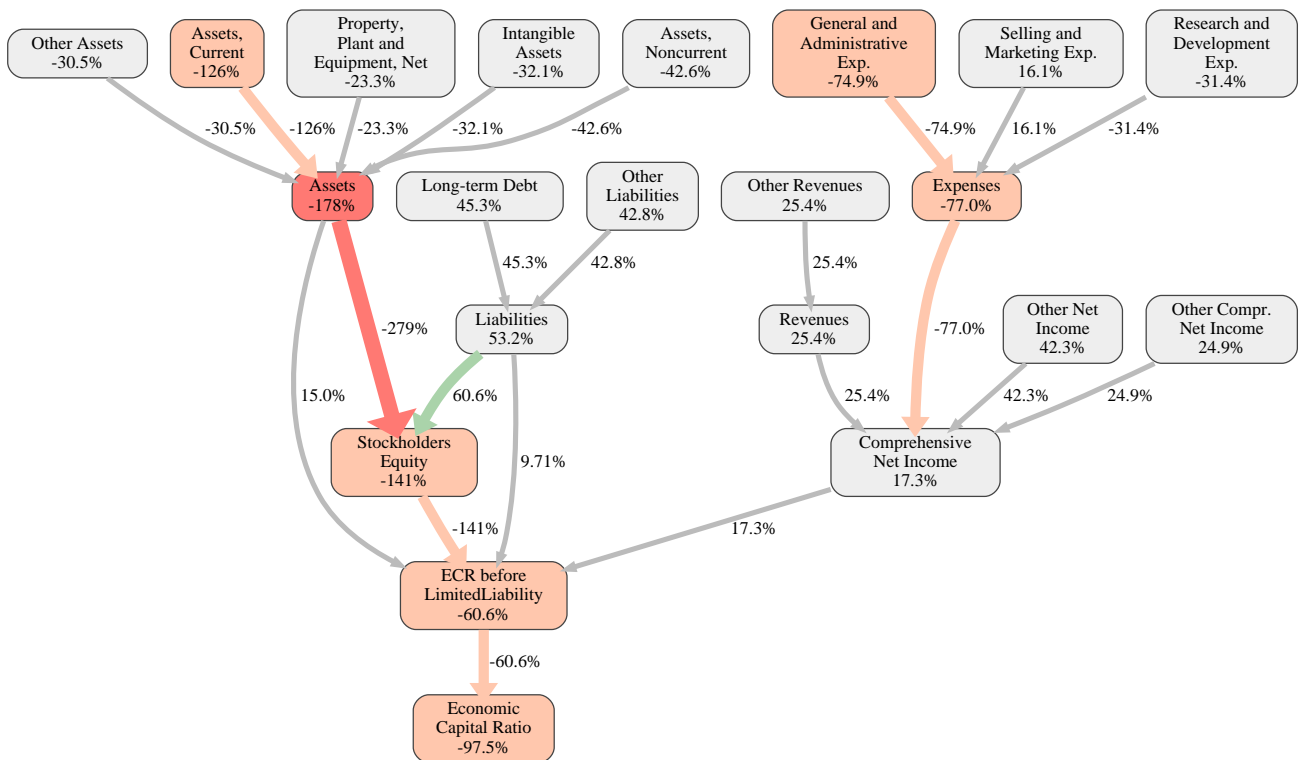 Other Assets
-30.5%
Assets,
Current
-126%
Property,
Plant and
Equipment, Net
-23.3%
Intangible
Assets
-32.1%
Assets,
Noncurrent
-42.6%
General and
Administrative
Exp.
-74.9%
Selling and
Marketing Exp.
16.1%
Research and
Development
Exp.
-31.4%
-30.5%
-126%
-23.3%
-32.1%
-42.6%
-74.9%
16.1%
-31.4%
Assets
-178%
Long-term Debt
45.3%
Other
Liabilities
42.8%
Other Revenues
25.4%
Expenses
-77.0%
45.3%
42.8%
25.4%
Liabilities
53.2%
Revenues
25.4%
Other Net
Income
42.3%
Other Compr.
Net Income
24.9%
-279%
-77.0%
15.0%
60.6%
25.4%
42.3%
24.9%
Stockholders
Equity
-141%
9.71%
Comprehensive
Net Income
17.3%
-141%
17.3%
ECR before
LimitedLiability
-60.6%
-60.6%
Economic
Capital Ratio
-97.5%